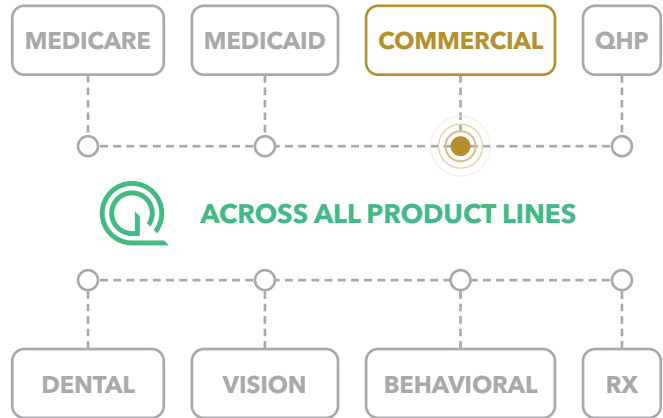 MEDICARE MEDICAID COMMERCIAL QHP
ACROSS ALL PRODUCT LINES
DENTAL VISION BEHAVIORAL RX